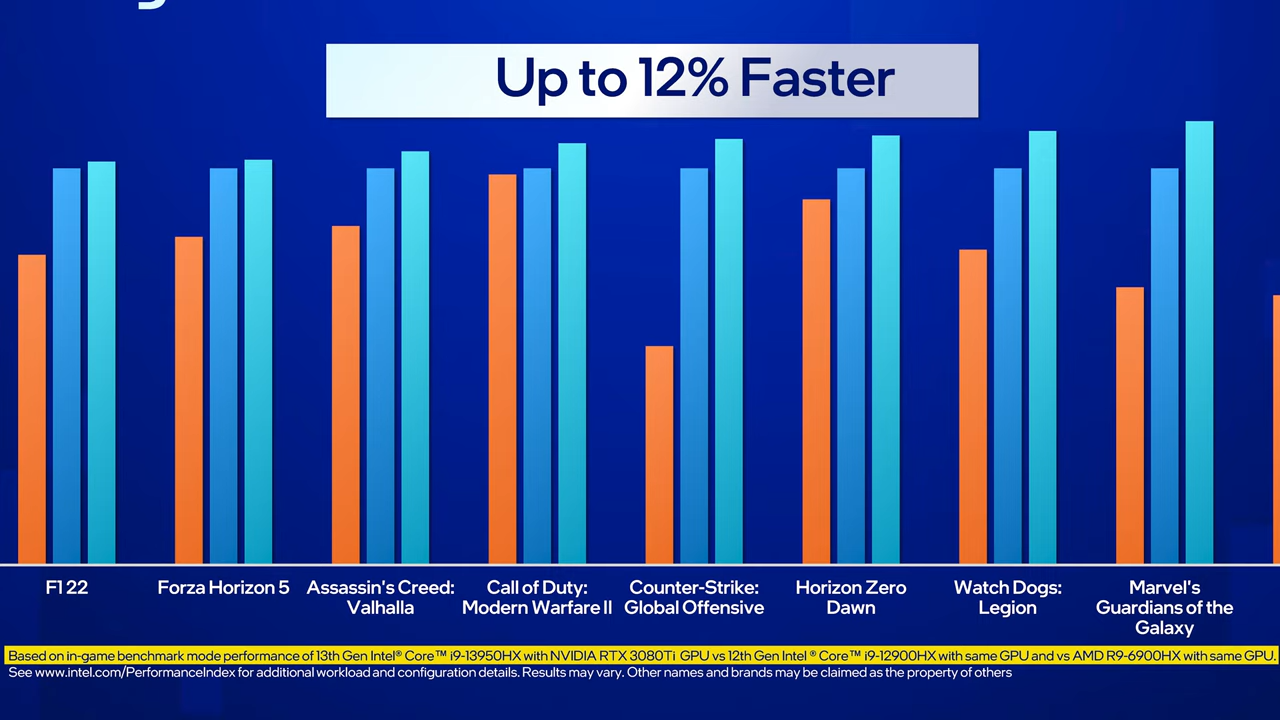 Up to 12% Faster
F1 22
Forza Horizon 5
Assassin's Creed:
Valhalla
Call of Duty:
Modern Warfare II
Counter-Strike:
Global Offensive
Horizon Zero
Dawn
Watch Dogs:
Legion
Marvel's
Guardians of the
Galaxy
Based on in-game benchmark mode performance of 13th Gen Intel® Core™ i9-13950HX with NVIDIA RTX 3080Ti GPU vs 12th Gen Intel ® Core™ i9-12900HX with same GPU and vs AMD R9-6900HX with same GPU.
See www.intel.com/PerformanceIndex for additional workload and configuration details. Results may vary. Other names and brands may be claimed as the property of others